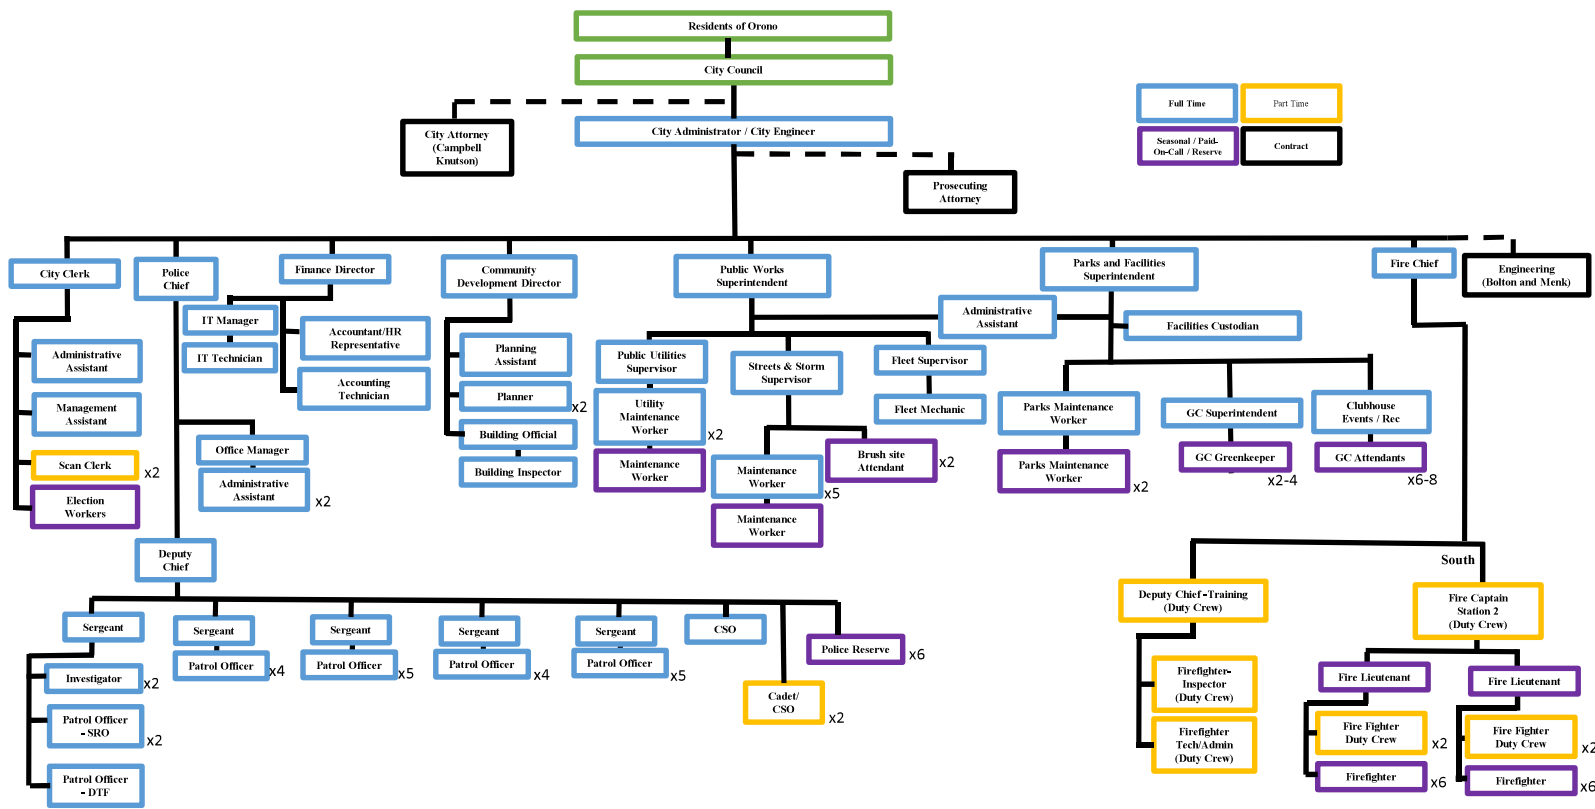 Residents of Orono
City Council
City Attorney
(Campbell
Knutson)
City Administrator / City Engineer
Prosecuting
Attorney
Full Time
Part Time
Seasonal / Paid-
On-Call / Reserve
Contract
City Clerk
Police
Chief
Finance Director
Community
Development Director
Public Works
Superintendent
Parks and Facilities
Superintendent
Fire Chief
Engineering
(Bolton and Menk)
Administrative
Assistant
Management
Assistant
Scan Clerk
x2
Election
Workers
IT Manager
IT Technician
Accountant/HR
Representative
Accounting
Technician
Office Manager
Administrative
Assistant
x2
Planning
Assistant
Planner
x2
Building Official
Building Inspector
Administrative
Assistant
Facilities Custodian
Public Utilities
Supervisor
Utility
Maintenance
Worker
x2
Maintenance
Worker
Streets & Storm
Supervisor
Maintenance
Worker
x5
Maintenance
Worker
Brush site
Attendant
x2
Fleet Supervisor
Fleet Mechanic
Parks Maintenance
Worker
Parks Maintenance
Worker
x2
GC Superintendent
GC Greenkeeper
x2-4
Clubhouse
Events / Rec
GC Attendants
x6-8
Deputy
Chief
Sergeant
Investigator
x2
Patrol Officer
- SRO
x2
Patrol Officer
- DTF
Sergeant
Patrol Officer
x4
Sergeant
Patrol Officer
x5
Sergeant
Patrol Officer
x4
Sergeant
Patrol Officer
x5
CSO
Cadet/
CSO
x2
Police Reserve
x6
South
Deputy Chief -Training
(Duty Crew)
Firefighter-
Inspector
(Duty Crew)
Firefighter
Tech/Admin
(Duty Crew)
Fire Captain
Station 2
(Duty Crew)
Fire Lieutenant
Fire Fighter
Duty Crew
x2
Firefighter
x6
Fire Lieutenant
Fire Fighter
Duty Crew
x2
Firefighter
x6